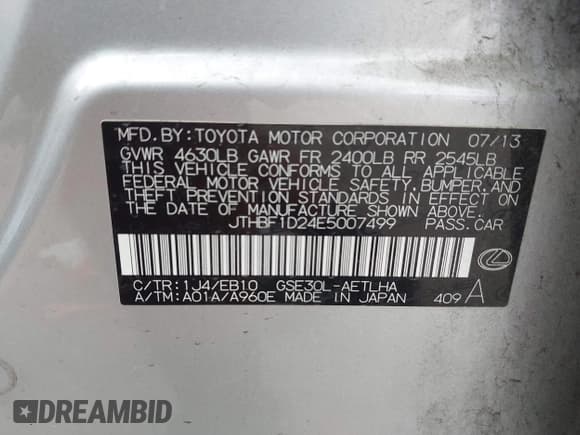 MFD. BY: TOYOTA MOTOR CORPORATION 07/13
GVWR 4630LB GAWR FR 2400LB RR 2545LB
THIS VEHICLE CONFORMS TO ALL APPLICABLE
FEDERAL MOTOR VEHICLE SAFETY, BUMPER, AND
THEFT PREVENTION STANDARDS IN EFFECT ON
THE DATE OF MANUFACTURE SHOWN ABOVE.
JTHBF1D24E5007499 PASS. CAR
C/TR: 1J4/EB10 GSE30L-AETLHA
A/TM: A01A/A960E MADE IN JAPAN 409 A
DREAMBID